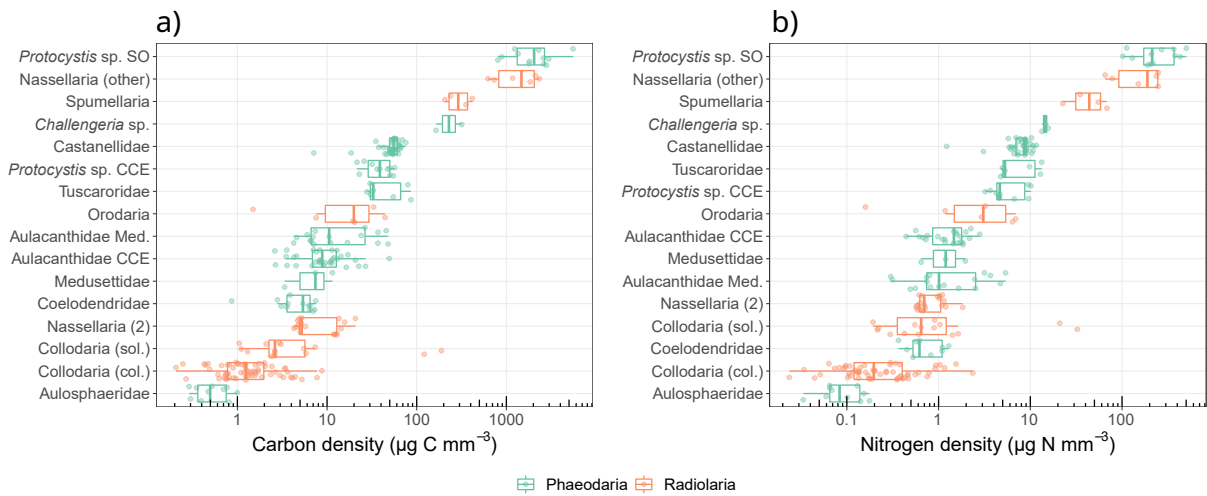 a)
Protocystis sp. SO
Nassellaria (other)
Spumellaria
Challengeria sp.
Castanellidae
Protocystis sp. CCE
Tuscaroridae
Orodaria
Aulacanthidae Med.
Aulacanthidae CCE
Medusettidae
Coelodendridae
Nassellaria (2)
Collodaria (sol.)
Collodaria (col.)
Aulosphaeridae
1 10 100 1000
Carbon density (µg C mm⁻³)
b)
Protocystis sp. SO
Nassellaria (other)
Spumellaria
Challengeria sp.
Castanellidae
Tuscaroridae
Protocystis sp. CCE
Orodaria
Aulacanthidae CCE
Medusettidae
Aulacanthidae Med.
Nassellaria (2)
Collodaria (sol.)
Coelodendridae
Collodaria (col.)
Aulosphaeridae
0.1 1 10 100
Nitrogen density (µg N mm⁻³)
Phaeodaria Radiolaria